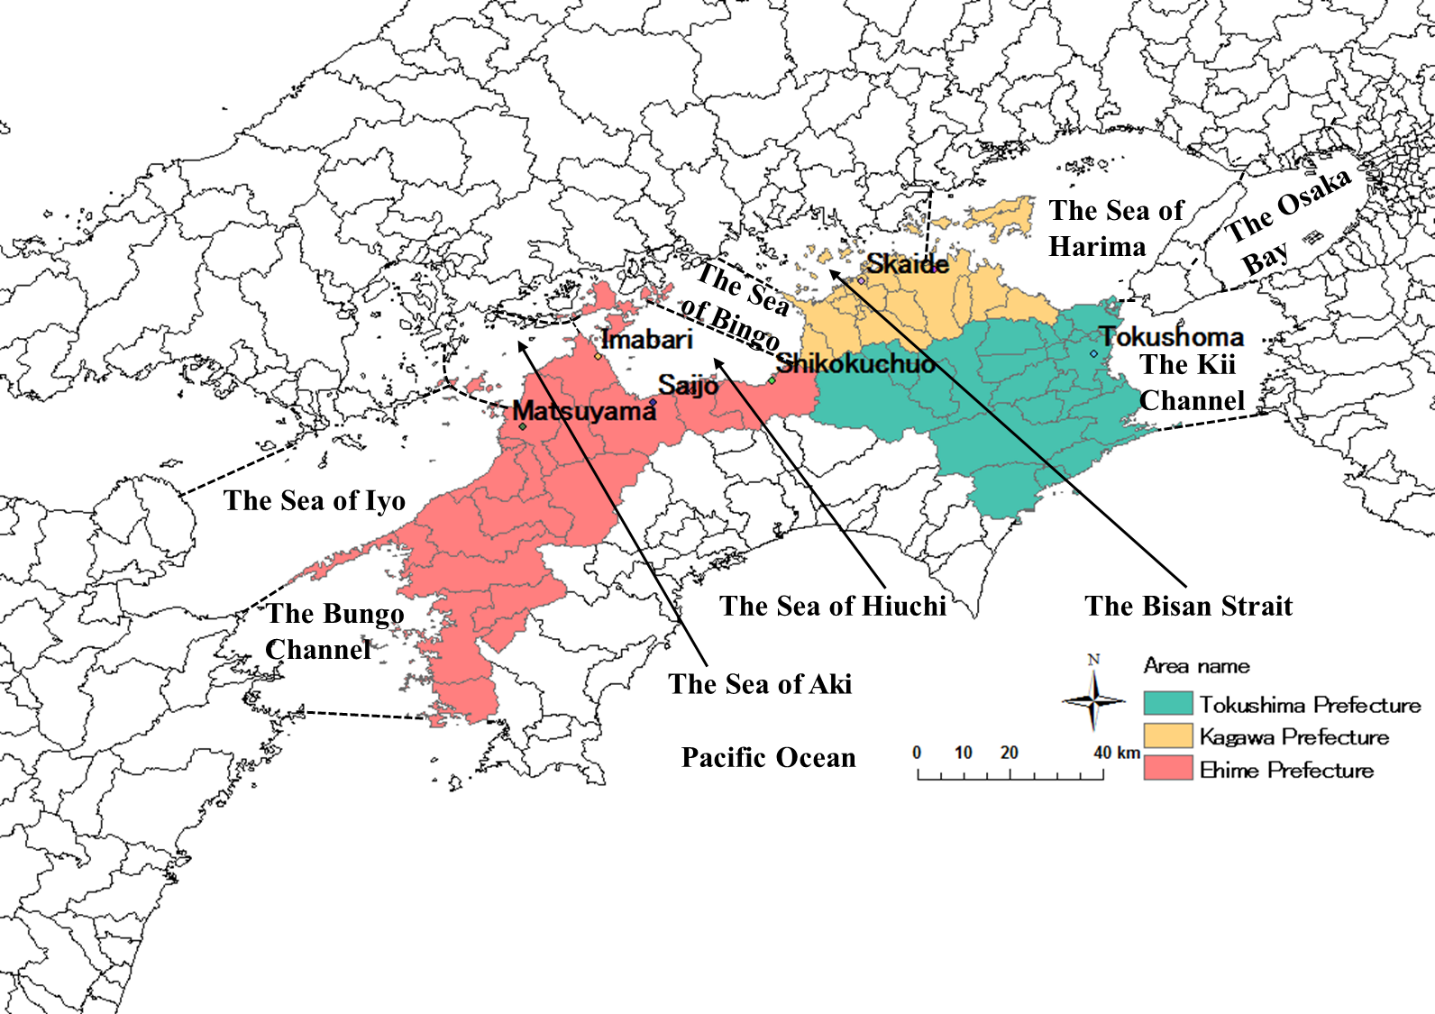 The Sea of
Harima
The Osaka
Bay
Skaide
The Sea
of Bingo
Imabari
Tokushoma
Shikokuchuo
The Kii
Channel
Saijo
Matsuyama
The Sea of Iyo
The Bungo
Channel
The Sea of Hiuchi
The Bisan Strait
The Sea of Aki
Pacific Ocean
N
Area name
Tokushima Prefecture
Kagawa Prefecture
Ehime Prefecture
0 10 20 40 km